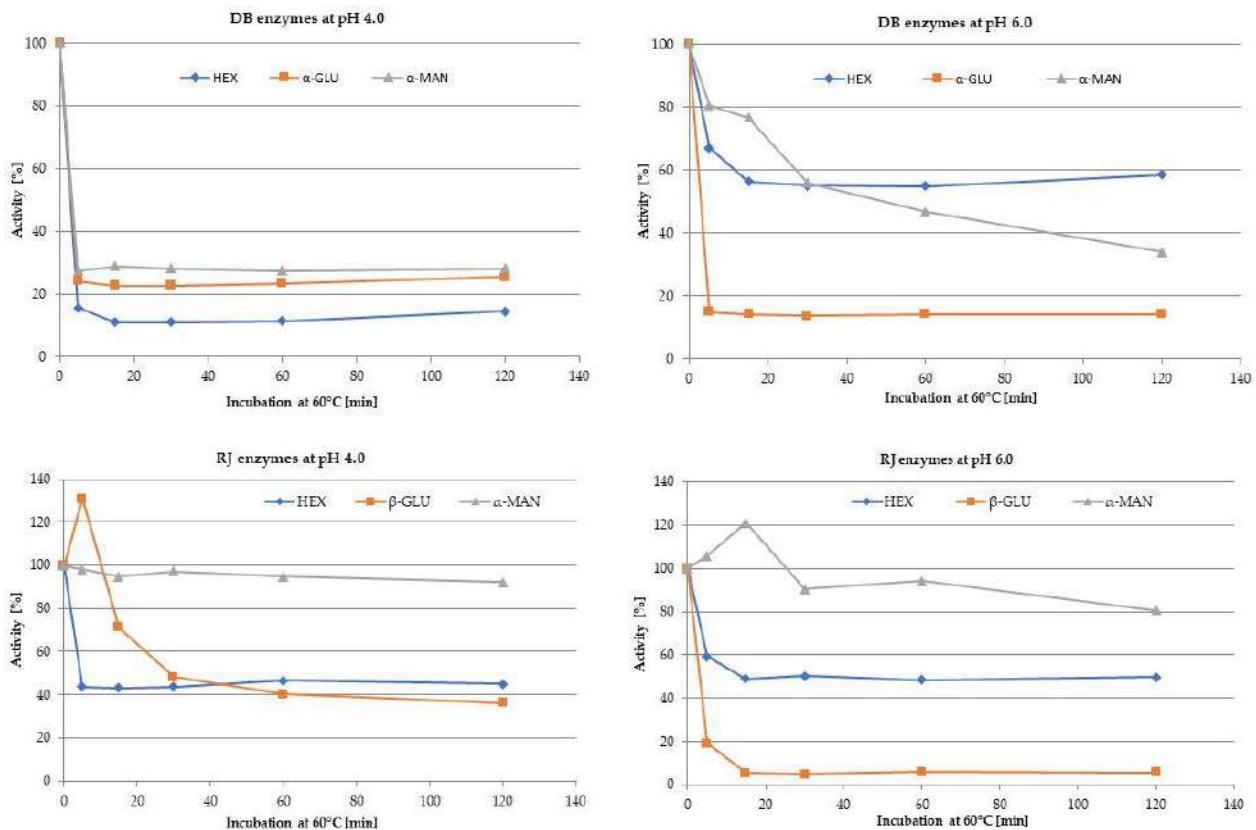 DB enzymes at pH 4.0
100
80
60
40
20
0
Activity [%]
HEX α-GLU α-MAN
0 20 40 60 80 100 120 140
Incubation at 60°C [min]
DB enzymes at pH 6.0
100
80
60
40
20
0
Activity [%]
HEX α-GLU α-MAN
0 20 40 60 80 100 120 140
Incubation at 60°C [min]
RJ enzymes at pH 4.0
140
120
100
80
60
40
20
0
Activity [%]
HEX β-GLU α-MAN
0 20 40 60 80 100 120 140
Incubation at 60°C [min]
RJ enzymes at pH 6.0
140
120
100
80
60
40
20
0
Activity [%]
HEX β-GLU α-MAN
0 20 40 60 80 100 120 140
Incubation at 60°C [min]